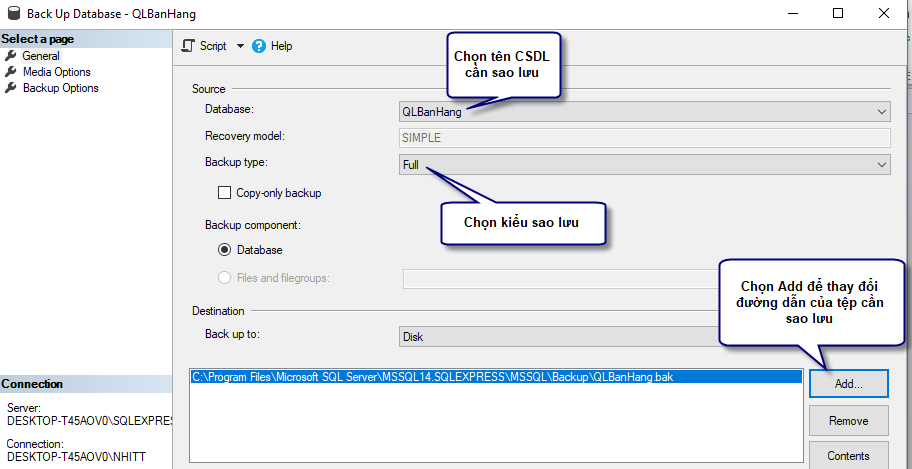 Back Up Database - QLBanHang
Select a page
General
Media Options
Backup Options
Script
Help
Chọn tên CSDL
cần sao lưu
Source
Database:
QLBanHang
Recovery model:
SIMPLE
Backup type:
Full
Copy-only backup
Chọn kiểu sao lưu
Backup component:
Database
Files and filegroups:
Chọn Add để thay đổi
đường dẫn của tệp cần
sao lưu
Destination
Back up to:
Disk
C:\Program Files\Microsoft SQL Server\MSSQL14.SQLEXPRESS\MSSQL\Backup\QLBanHang.bak
Add...
Remove
Contents
Connection
Server:
DESKTOP-T45AOV0\SQLEXPRES
Connection:
DESKTOP-T45AOV0\NHITT